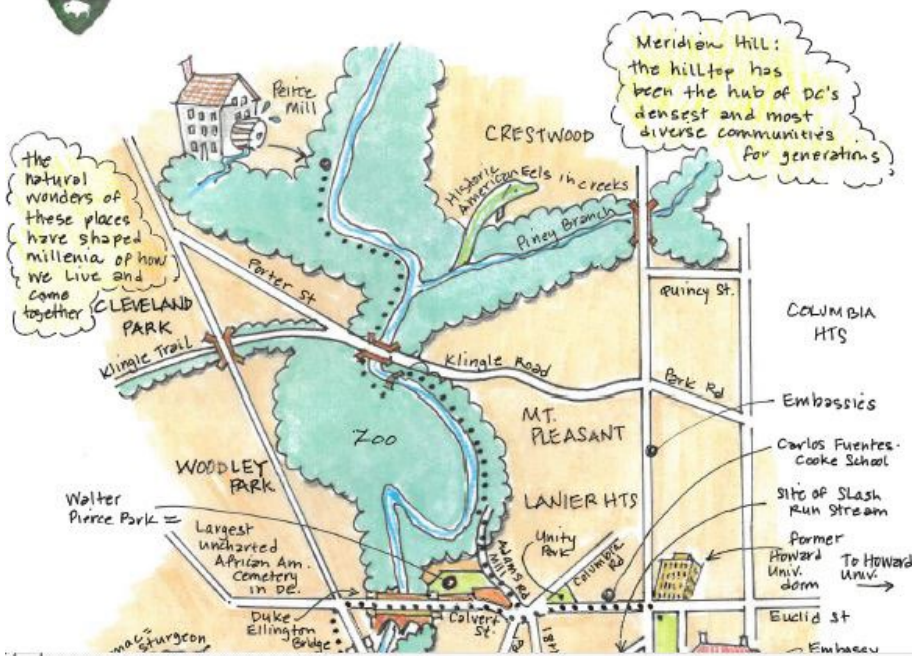 Meridian Hill:
the hilltop has
been the hub of DC's
densest and most
diverse communities
for generations
Peirce
Mill
CRESTWOOD
the
natural
wonders of
these places
have shaped
millenia of how
we live and
come
together
Historic
American Eels in creeks
Piney Branch
Porter St
Quincy St.
CLEVELAND
PARK
COLUMBIA
HTS
Klingle Trail
Klingle Road
Park Rd
Embassies
MT.
PLEASANT
ZOO
Carlos Fuentes-
Cooke School
WOODLEY
PARK
LANIER HTS
Site of Slash
Run Stream
Walter
Pierce Park =
Largest
uncharted
African Am.
cemetery
in DC.
Adams
Mill Rd
Unity
Park
Columbia
Rd
former
Howard
Univ.
dorm
To Howard
Univ.
Duke
Ellington
Bridge
Calvert
St.
Euclid St
sturgeon
Rd
18th
Embassy